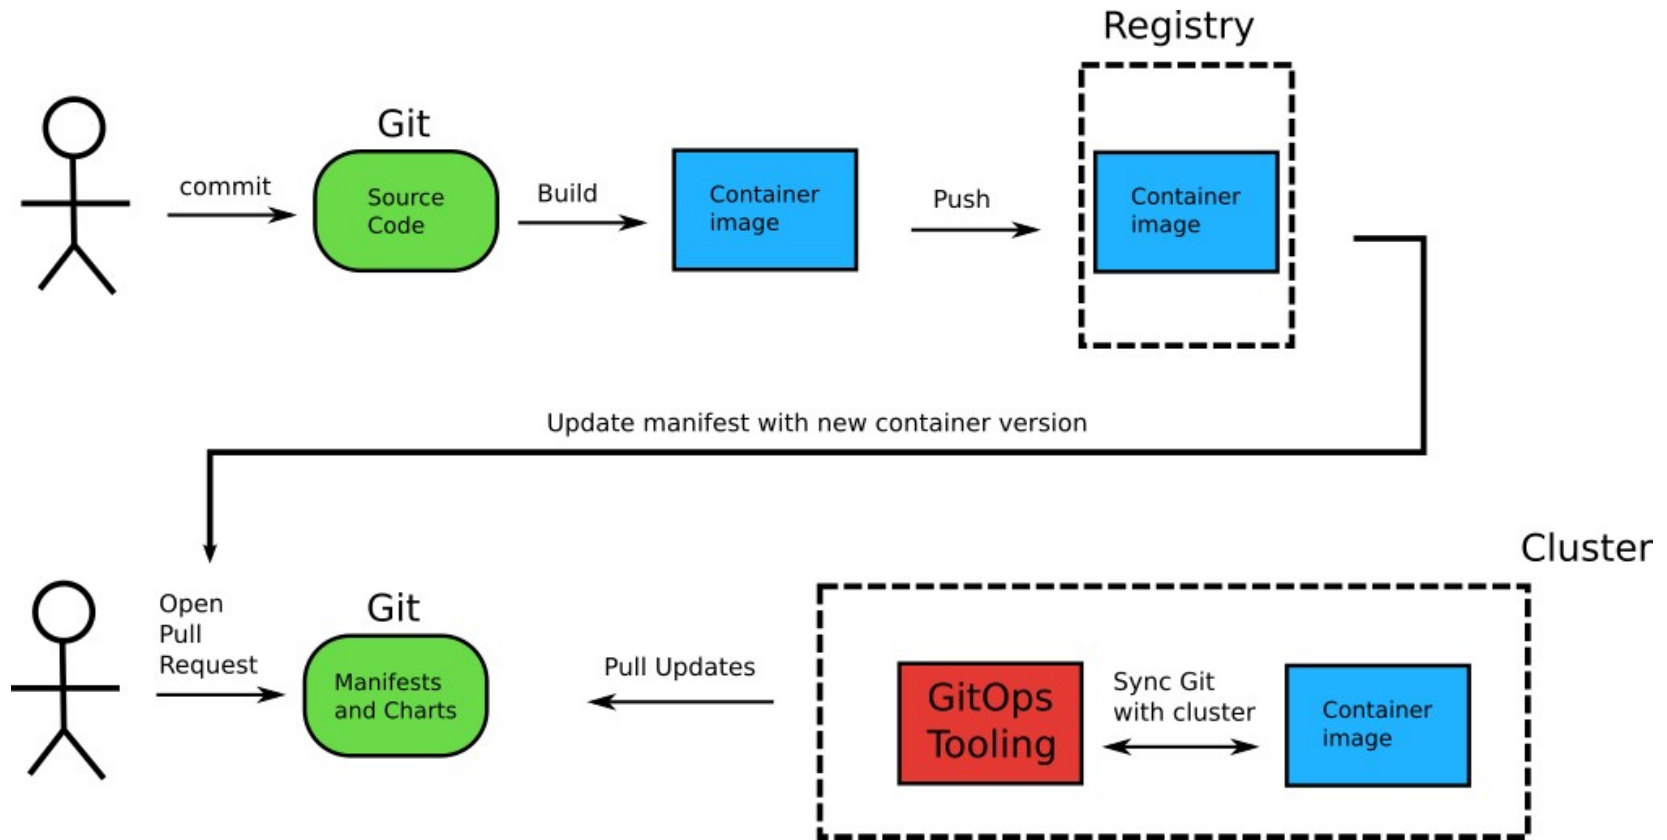 Registry
Git
commit
Source
Code
Build
Container
image
Push
Container
image
Update manifest with new container version
Cluster
Open
Pull
Request
Git
Manifests
and Charts
Pull Updates
GitOps
Tooling
Sync Git
with cluster
Container
image